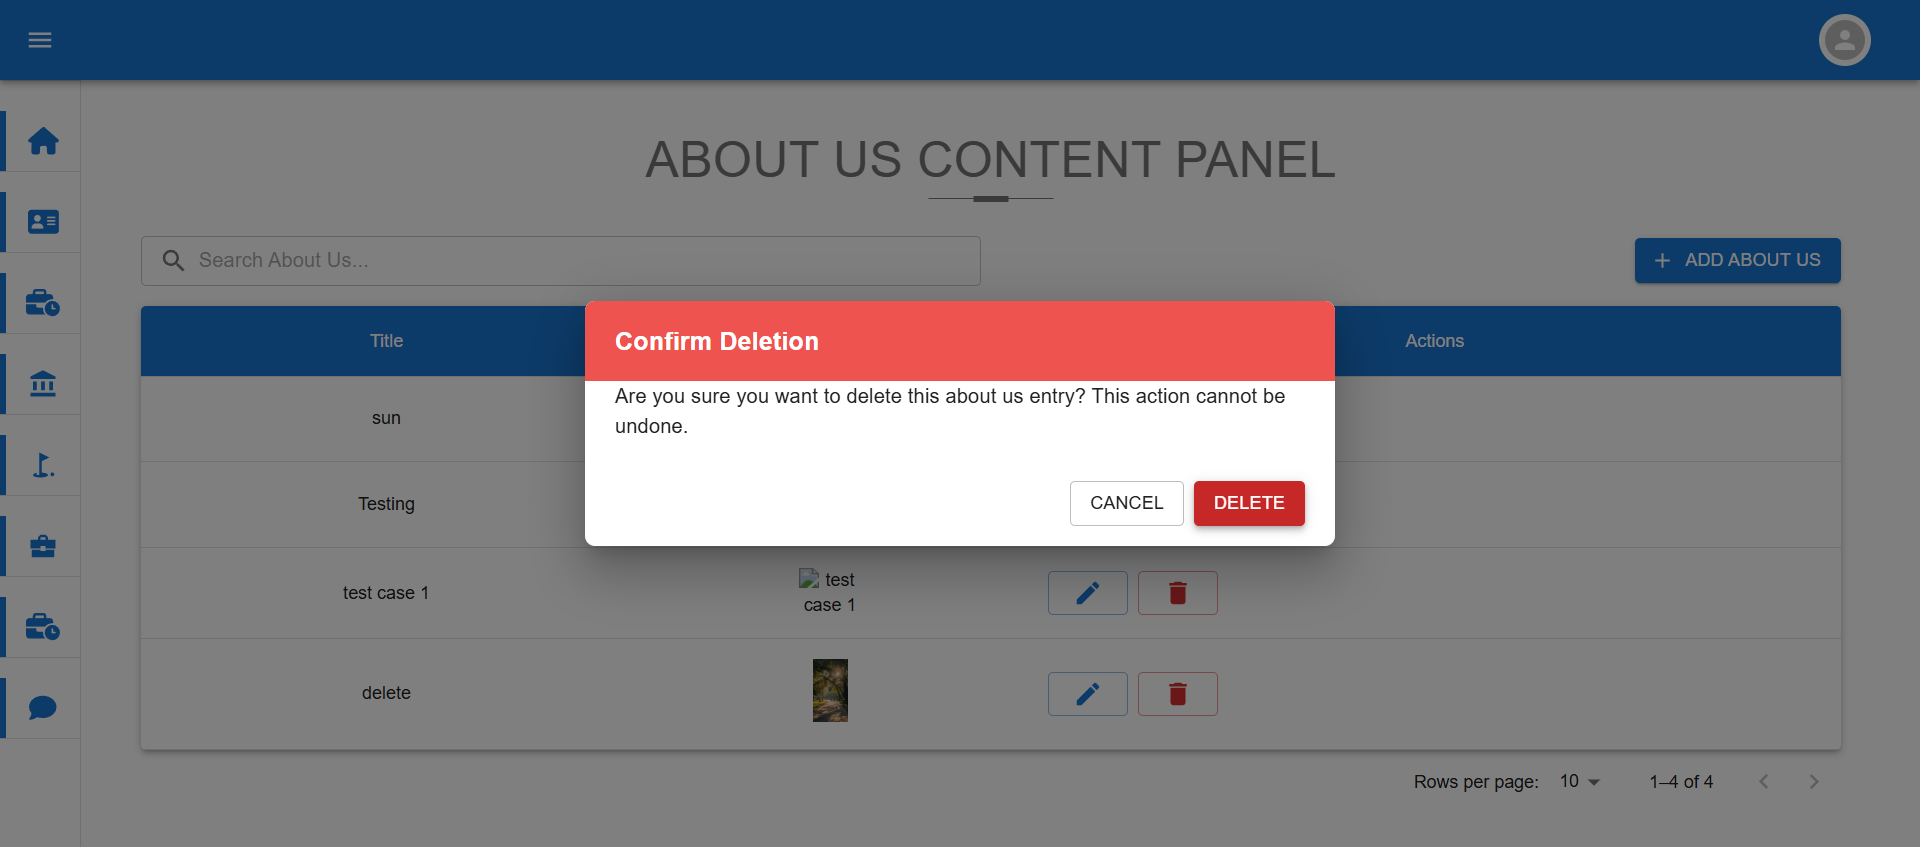 ABOUT US CONTENT PANEL
Search About Us...
ADD ABOUT US
Title
Actions
Confirm Deletion
Are you sure you want to delete this about us entry? This action cannot be
undone.
CANCEL
DELETE
sun
Testing
test case 1
test
case 1
delete
Rows per page:
10
1–4 of 4